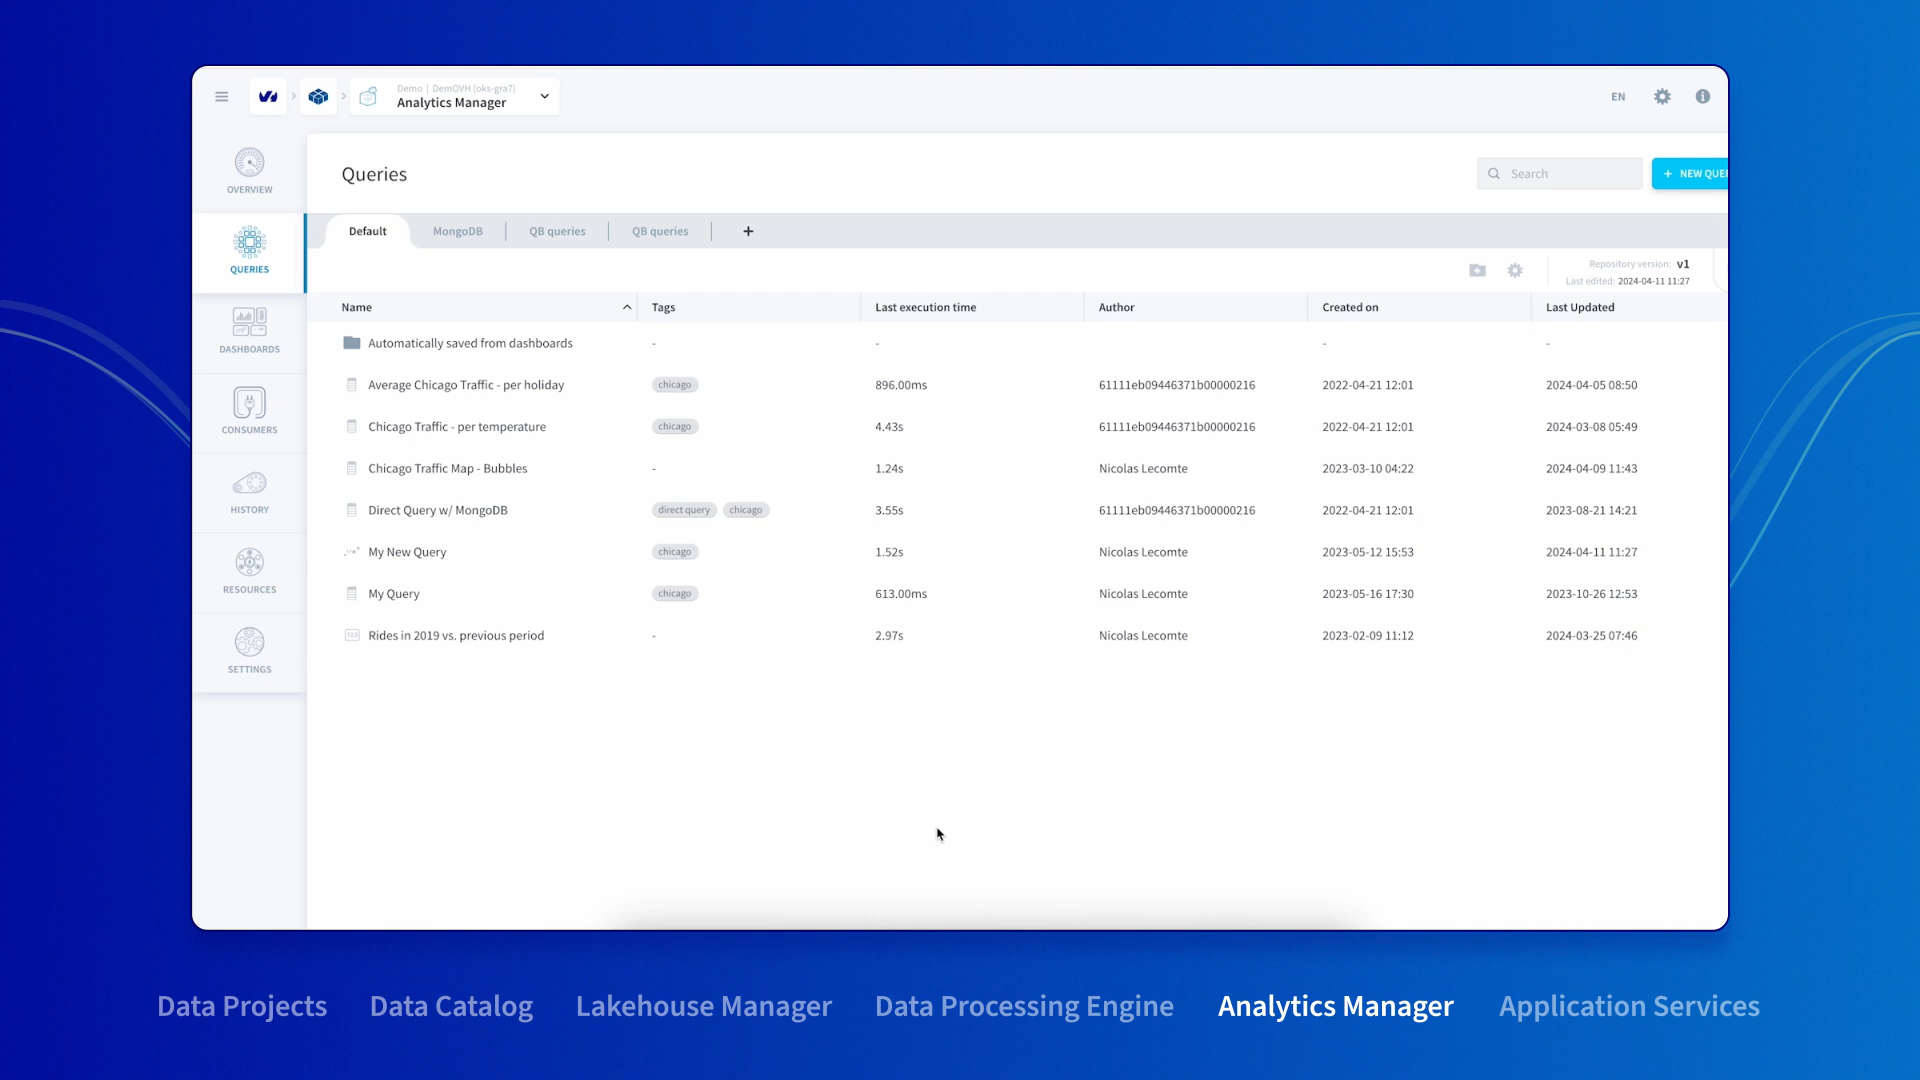 Demo | DemOVH (oks-gra7)
Analytics Manager
EN
OVERVIEW
QUERIES
DASHBOARDS
CONSUMERS
HISTORY
RESOURCES
SETTINGS
Queries
Search
+ NEW QUE
Default MongoDB QB queries QB queries +
Repository version: v1
Last edited: 2024-04-11 11:27
Name Tags Last execution time Author Created on Last Updated
Automatically saved from dashboards - - - -
Average Chicago Traffic - per holiday chicago 896.00ms 61111eb09446371b00000216 2022-04-21 12:01 2024-04-05 08:50
Chicago Traffic - per temperature chicago 4.43s 61111eb09446371b00000216 2022-04-21 12:01 2024-03-08 05:49
Chicago Traffic Map - Bubbles - 1.24s Nicolas Lecomte 2023-03-10 04:22 2024-04-09 11:43
Direct Query w/ MongoDB direct query chicago 3.55s 61111eb09446371b00000216 2022-04-21 12:01 2023-08-21 14:21
My New Query chicago 1.52s Nicolas Lecomte 2023-05-12 15:53 2024-04-11 11:27
My Query chicago 613.00ms Nicolas Lecomte 2023-05-16 17:30 2023-10-26 12:53
Rides in 2019 vs. previous period - 2.97s Nicolas Lecomte 2023-02-09 11:12 2024-03-25 07:46
Data Projects Data Catalog Lakehouse Manager Data Processing Engine Analytics Manager Application Services